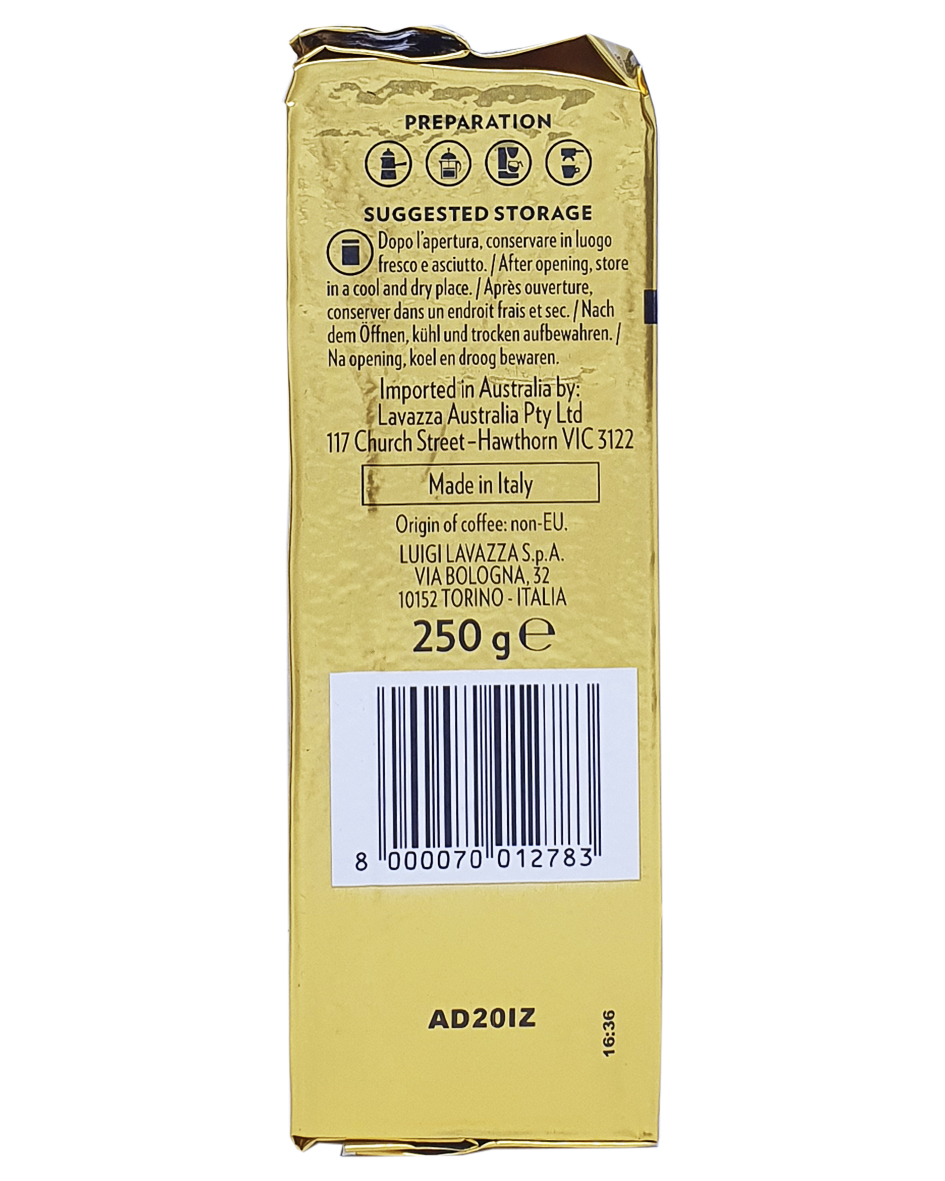 PREPARATION
SUGGESTED STORAGE
Dopo l'apertura, conservare in luogo
fresco e asciutto. / After opening, store
in a cool and dry place. / Après ouverture,
conserver dans un endroit frais et sec. / Nach
dem Öffnen, kühl und trocken aufbewahren. /
Na opening, koel en droog bewaren.
Imported in Australia by:
Lavazza Australia Pty Ltd
117 Church Street – Hawthorn VIC 3122
Made in Italy
Origin of coffee: non-EU.
LUIGI LAVAZZA S.p.A.
VIA BOLOGNA, 32
10152 TORINO - ITALIA
250 g ℮
8 000070 012783
AD20IZ
16:36